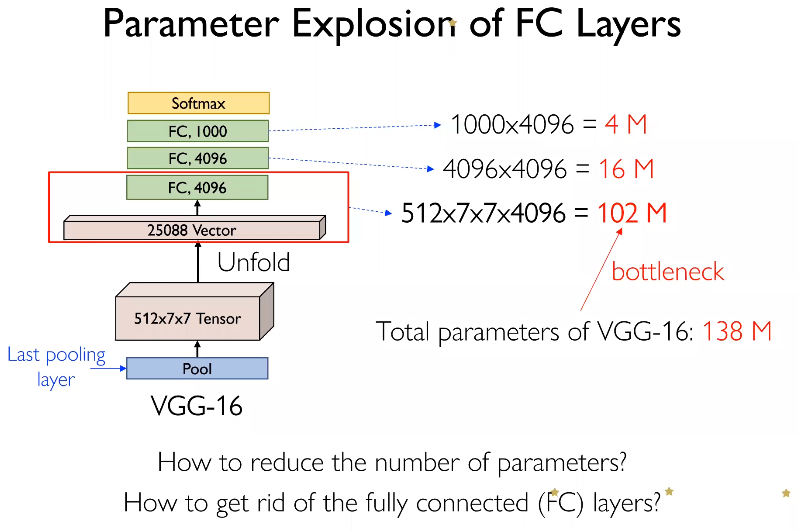 Parameter Explosion of FC Layers
Softmax
FC, 1000
1000x4096 = 4 M
FC, 4096
4096x4096 = 16 M
FC, 4096
512x7x7x4096 = 102 M
25088 Vector
Unfold
bottleneck
512x7x7 Tensor
Total parameters of VGG-16: 138 M
Last pooling
layer
Pool
VGG-16
How to reduce the number of parameters?
How to get rid of the fully connected (FC) layers?